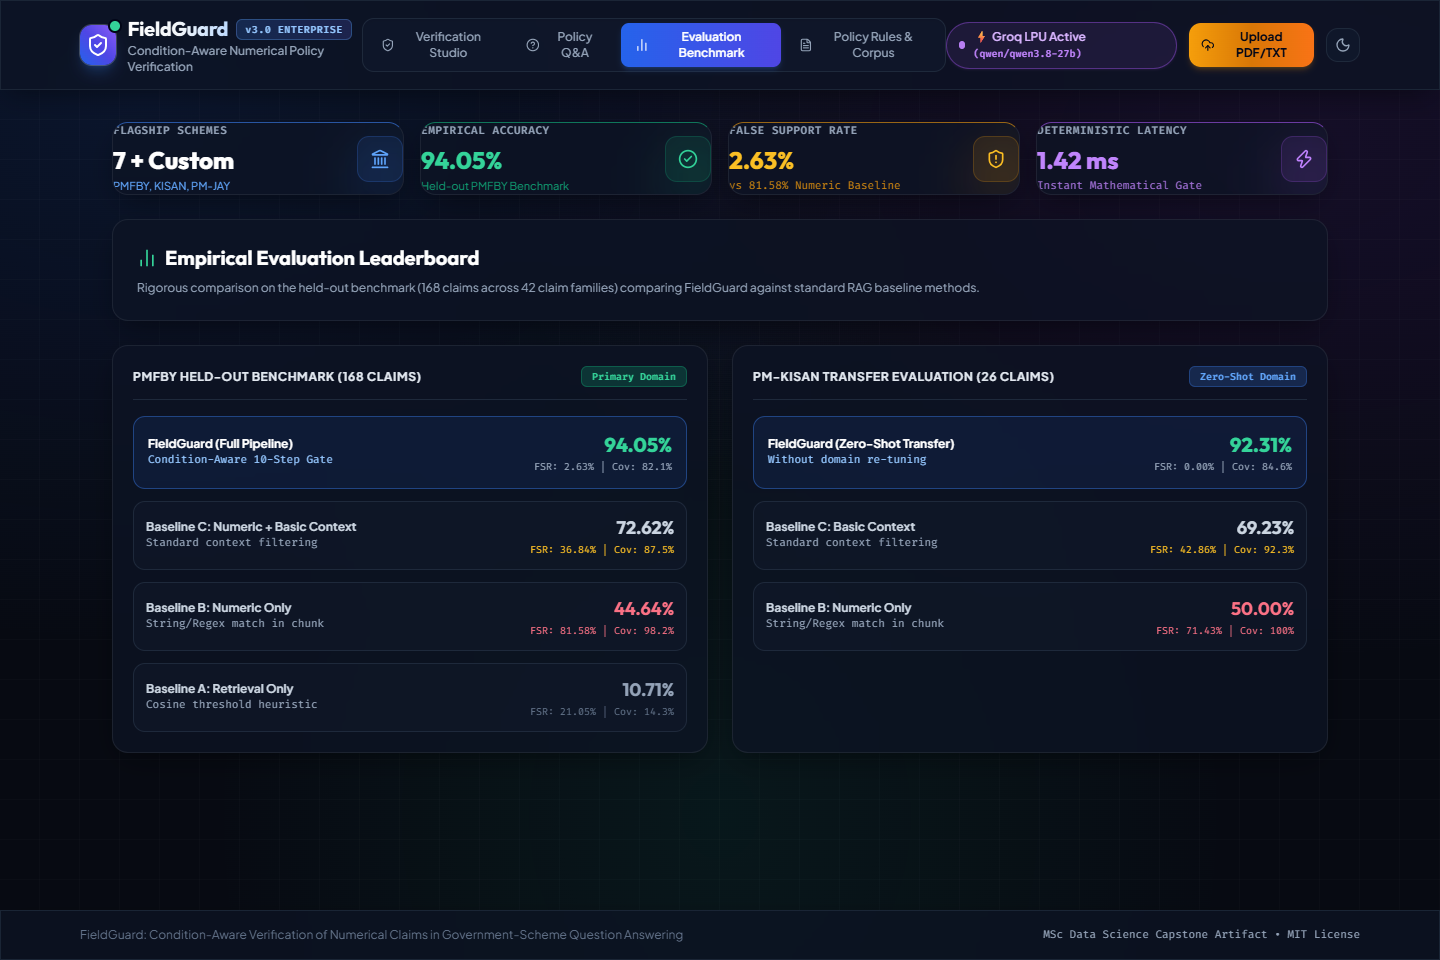 FieldGuard
v3.0 ENTERPRISE
Condition-Aware Numerical Policy
Verification
Verification
Studio
Policy
Q&A
Evaluation
Benchmark
Policy Rules &
Corpus
Groq LPU Active
(qwen/qwen3.8-27b)
Upload
PDF/TXT
FLAGSHIP SCHEMES
7 + Custom
PMFBY, KISAN, PM-JAY
EMPIRICAL ACCURACY
94.05%
Held-out PMFBY Benchmark
FALSE SUPPORT RATE
2.63%
vs 81.58% Numeric Baseline
DETERMINISTIC LATENCY
1.42 ms
Instant Mathematical Gate
Empirical Evaluation Leaderboard
Rigorous comparison on the held-out benchmark (168 claims across 42 claim families) comparing FieldGuard against standard RAG baseline methods.
PMFBY HELD-OUT BENCHMARK (168 CLAIMS)
Primary Domain
FieldGuard (Full Pipeline)
Condition-Aware 10-Step Gate
94.05%
FSR: 2.63% | Cov: 82.1%
Baseline C: Numeric + Basic Context
Standard context filtering
72.62%
FSR: 36.84% | Cov: 87.5%
Baseline B: Numeric Only
String/Regex match in chunk
44.64%
FSR: 81.58% | Cov: 98.2%
Baseline A: Retrieval Only
Cosine threshold heuristic
10.71%
FSR: 21.05% | Cov: 14.3%
PM-KISAN TRANSFER EVALUATION (26 CLAIMS)
Zero-Shot Domain
FieldGuard (Zero-Shot Transfer)
Without domain re-tuning
92.31%
FSR: 0.00% | Cov: 84.6%
Baseline C: Basic Context
Standard context filtering
69.23%
FSR: 42.86% | Cov: 92.3%
Baseline B: Numeric Only
String/Regex match in chunk
50.00%
FSR: 71.43% | Cov: 100%
FieldGuard: Condition-Aware Verification of Numerical Claims in Government-Scheme Question Answering
MSc Data Science Capstone Artifact • MIT License